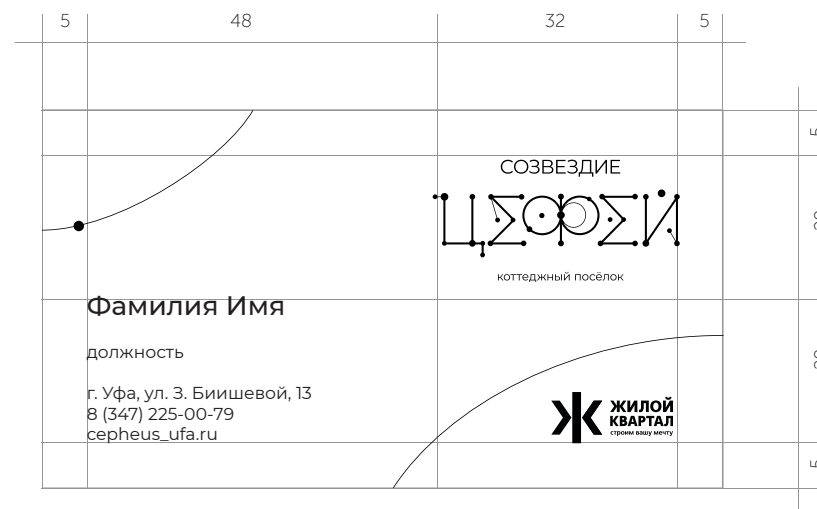 5 48 32 5
СОЗВЕЗДИЕ
ЦЕФЕЙ
коттеджный посёлок
Фамилия Имя
должность
г. Уфа, ул. З. Биишевой, 13
8 (347) 225-00-79
cepheus_ufa.ru
ЖИЛОЙ
КВАРТАЛ
строим вашу мечту